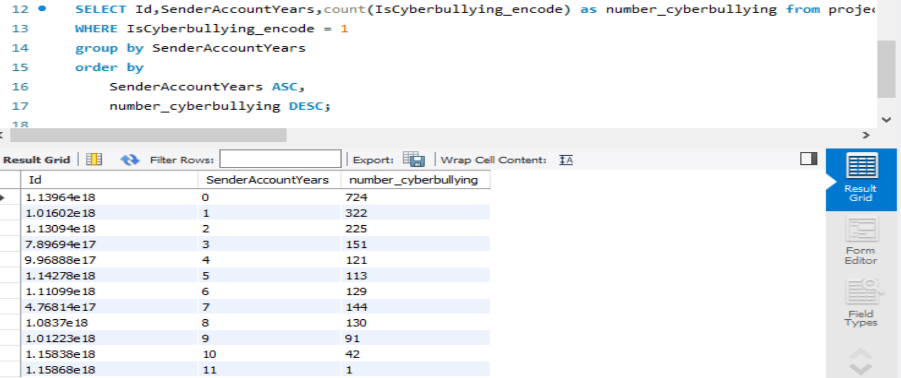 12 SELECT Id,SenderAccountYears,count(IsCyberbullying_encode) as number_cyberbullying from projec
13 WHERE IsCyberbullying_encode = 1
14 group by SenderAccountYears
15 order by
16 SenderAccountYears ASC,
17 number_cyberbullying DESC;
18
Result Grid Filter Rows: Export: Wrap Cell Content:
Id SenderAccountYears number_cyberbullying
1.13964e18 0 724
1.01602e18 1 322
1.13094e18 2 225
7.89694e17 3 151
9.96888e17 4 121
1.14278e18 5 113
1.11099e18 6 129
4.76814e17 7 144
1.0837e18 8 130
1.01223e18 9 91
1.15838e18 10 42
1.15868e18 11 1
Result
Grid
Form
Editor
Field
Types